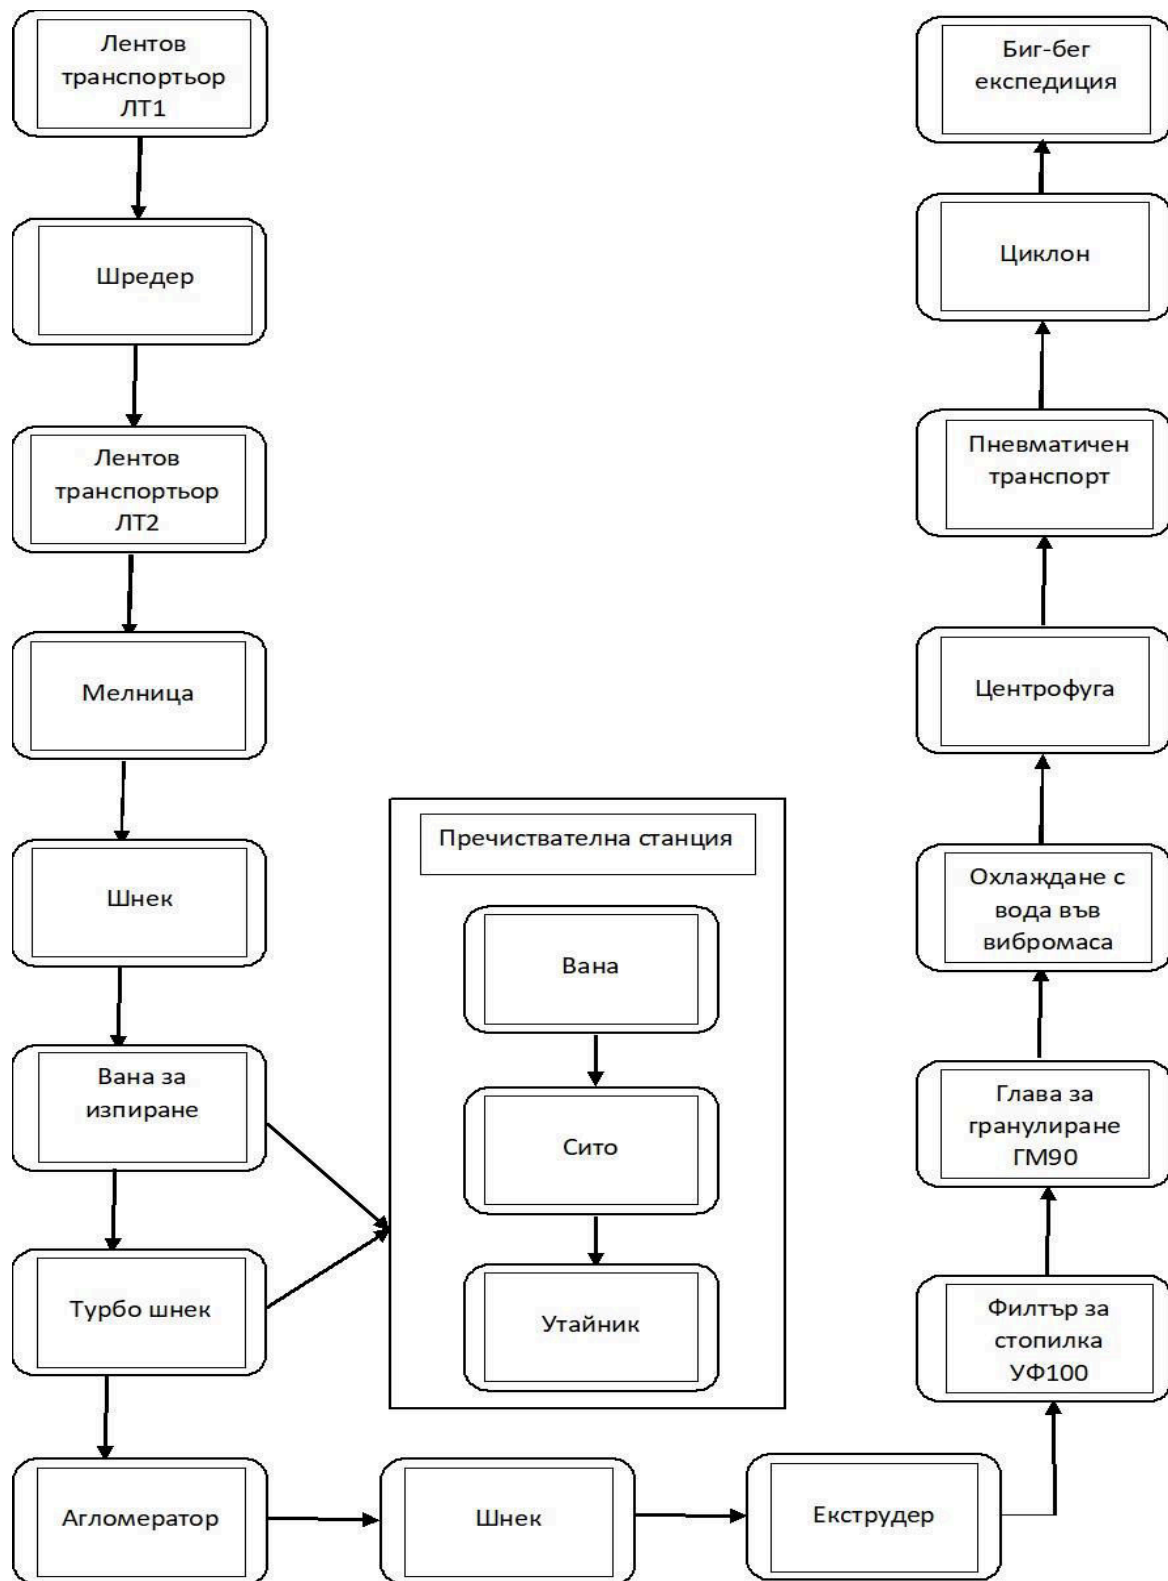 Лентов
транспортьор
ЛТ1
Шредер
Лентов
транспортьор
ЛТ2
Мелница
Шнек
Вана за
изпиране
Турбо шнек
Агломератор
Шнек
Екструдер
Филтър за
стопилка
УФ100
Глава за
гранулиране
ГМ90
Охлаждане с
вода във
вибромаса
Центрофуга
Пневматичен
транспорт
Циклон
Биг-бег
експедиция
Пречиствателна станция
Вана
Сито
Утайник